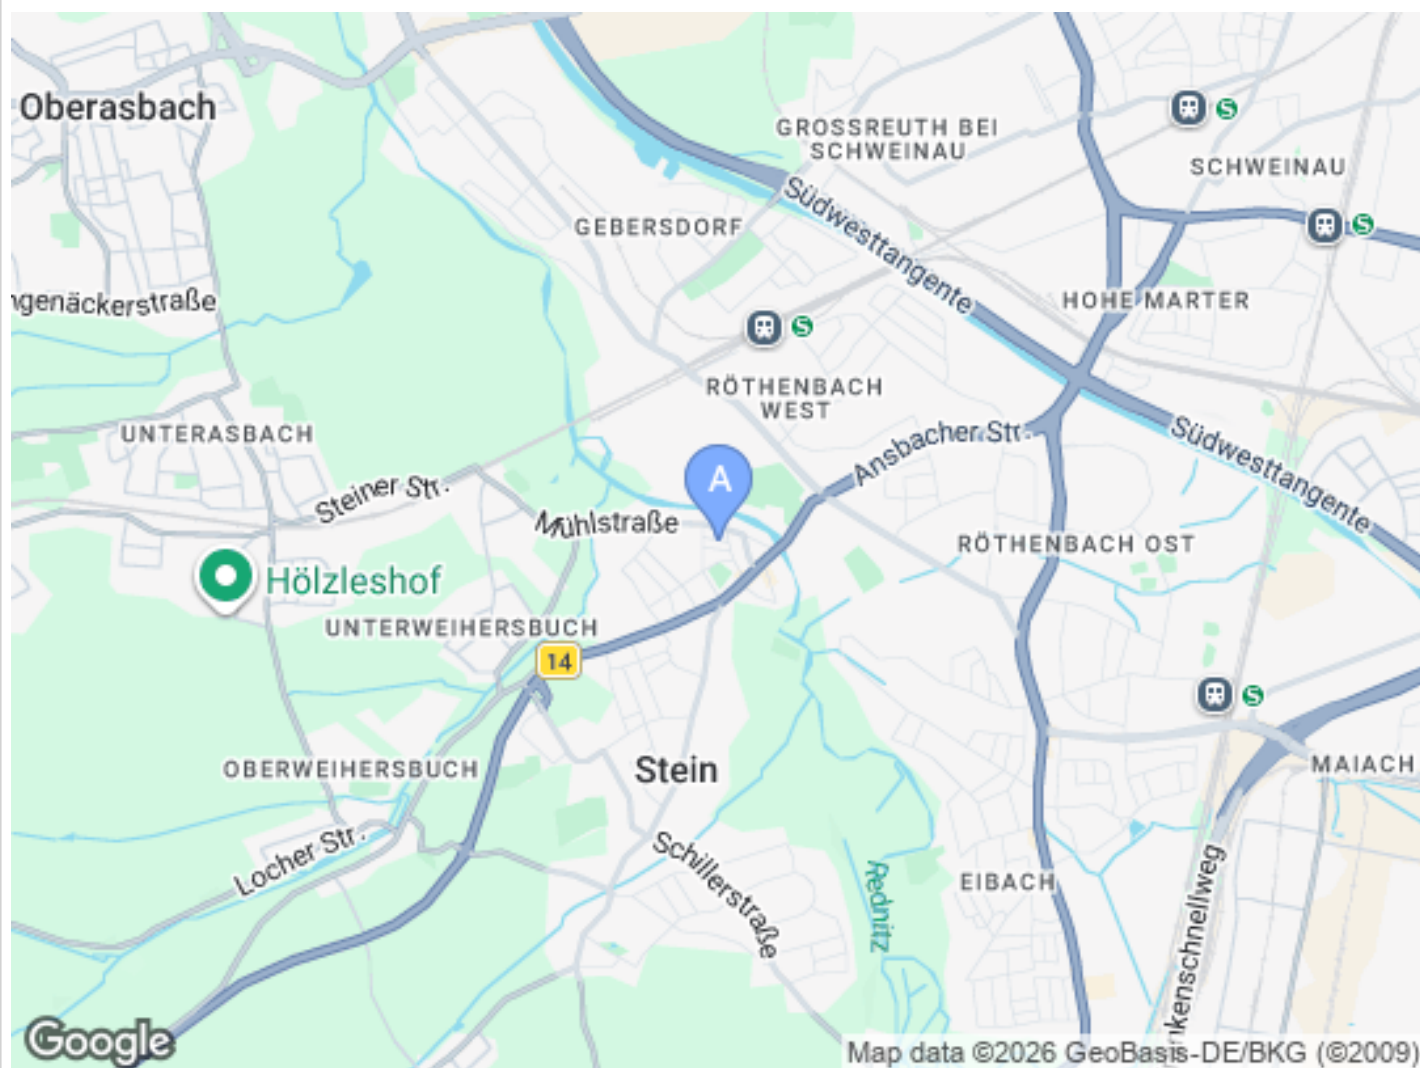 Oberasbach
GROSSREUTH BEI
SCHWEINAU
SCHWEINAU
S
S
Südwesttangente
GEBERSDORF
ngenäckerstraße
HOHE MARTER
S
RÖTHENBACH
WEST
UNTERASBACH
Ansbacher Str.
Südwesttangente
Steiner Str.
A
Mühlstraße
RÖTHENBACH OST
Hölzleshof
UNTERWEIHERSBUCH
14
S
OBERWEIHERSBUCH
Stein
MAIACH
Locher Str.
Schillerstraße
Rednitz
EIBACH
nkenschnellweg
Google
Map data ©2026 GeoBasis-DE/BKG (©2009)